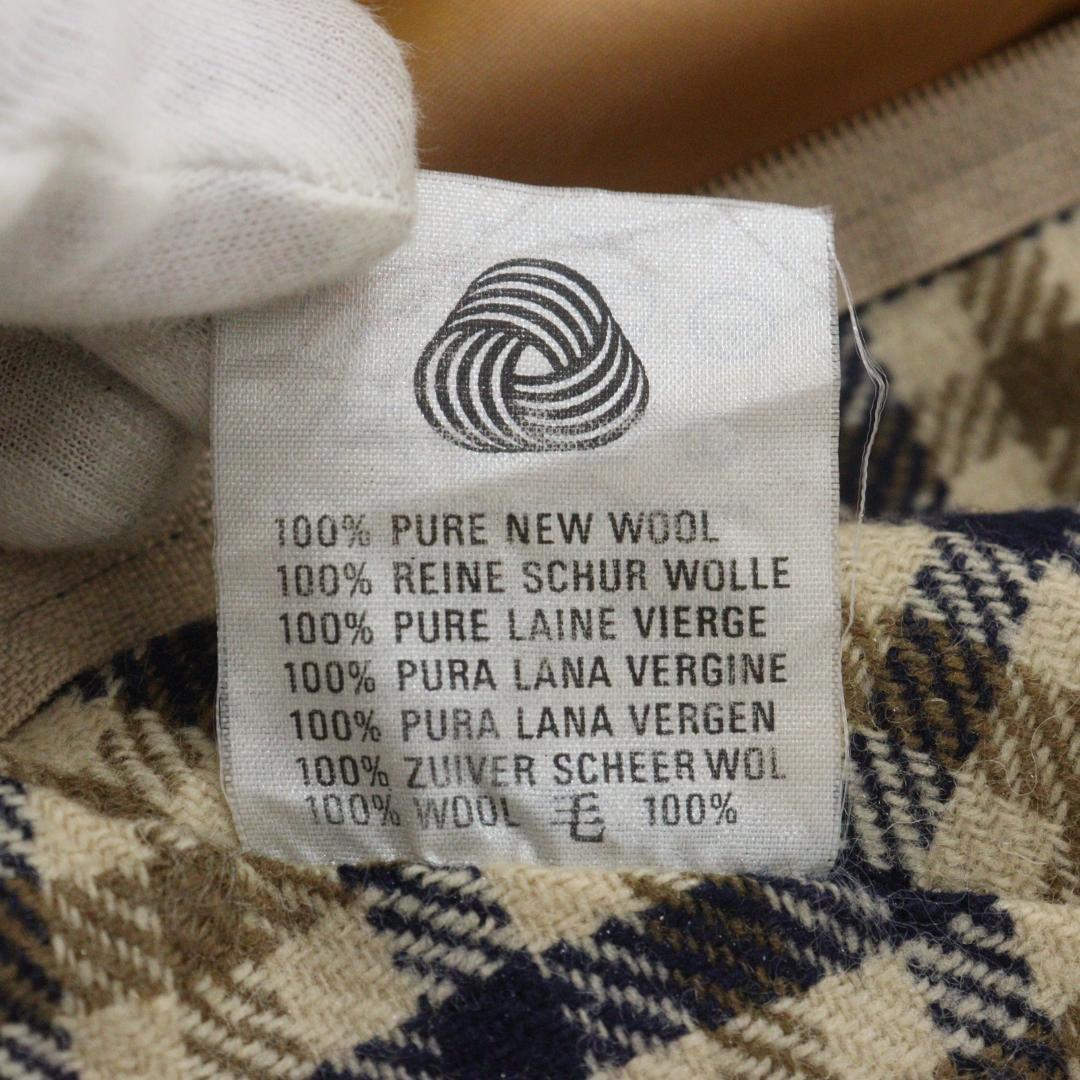 100% PURE NEW WOOL
100% REINE SCHUR WOLLE
100% PURE LAINE VIERGE
100% PURA LANA VERGINE
100% PURA LANA VERGEN
100% ZUIVER SCHEER WOL
100% WOOL 毛 100%